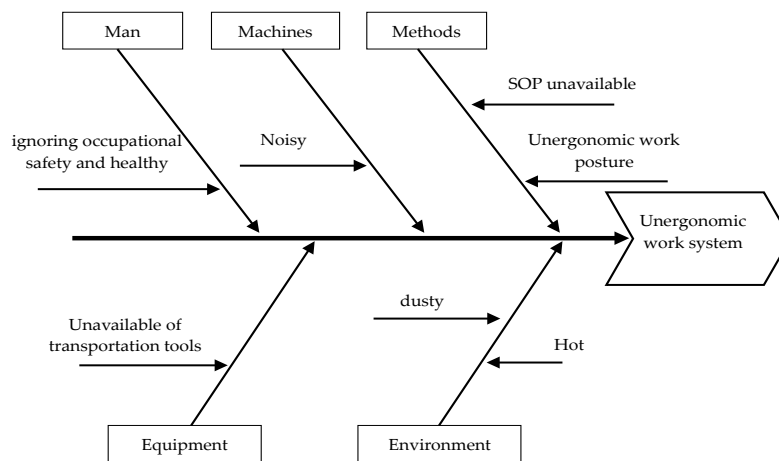 Man
Machines
Methods
SOP unavailable
ignoring occupational
safety and healthy
Noisy
Unergonomic work
posture
Unergonomic
work system
dusty
Unavailable of
transportation tools
Hot
Equipment
Environment